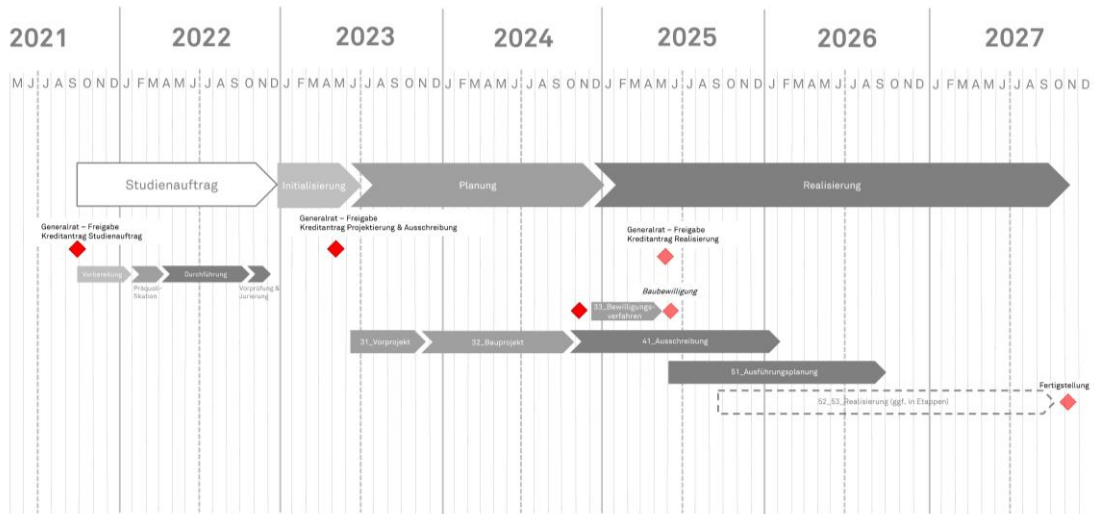 2021 2022 2023 2024 2025 2026 2027
M J J A S O N D J F M A M J J A S O N D J F M A M J J A S O N D J F M A M J J A S O N D J F M A M J J A S O N D J F M A M J J A S O N D J F M A M J J A S O N D
Studienauftrag
Initialisierung
Planung
Realisierung
Generalrat – Freigabe
Kreditantrag Studienauftrag
Generalrat – Freigabe
Kreditantrag Projektierung & Ausschreibung
Generalrat – Freigabe
Kreditantrag Realisierung
Vorbereitung
Präquali-
fikation
Durchführung
Vorprüfung &
Jurierung
Baubewilligung
33_Bewilligungs-
verfahren
31_Vorprojekt
32_Bauprojekt
41_Ausschreibung
51_Ausführungsplanung
Fertigstellung
52_53_Realisierung (ggf. in Etappen)